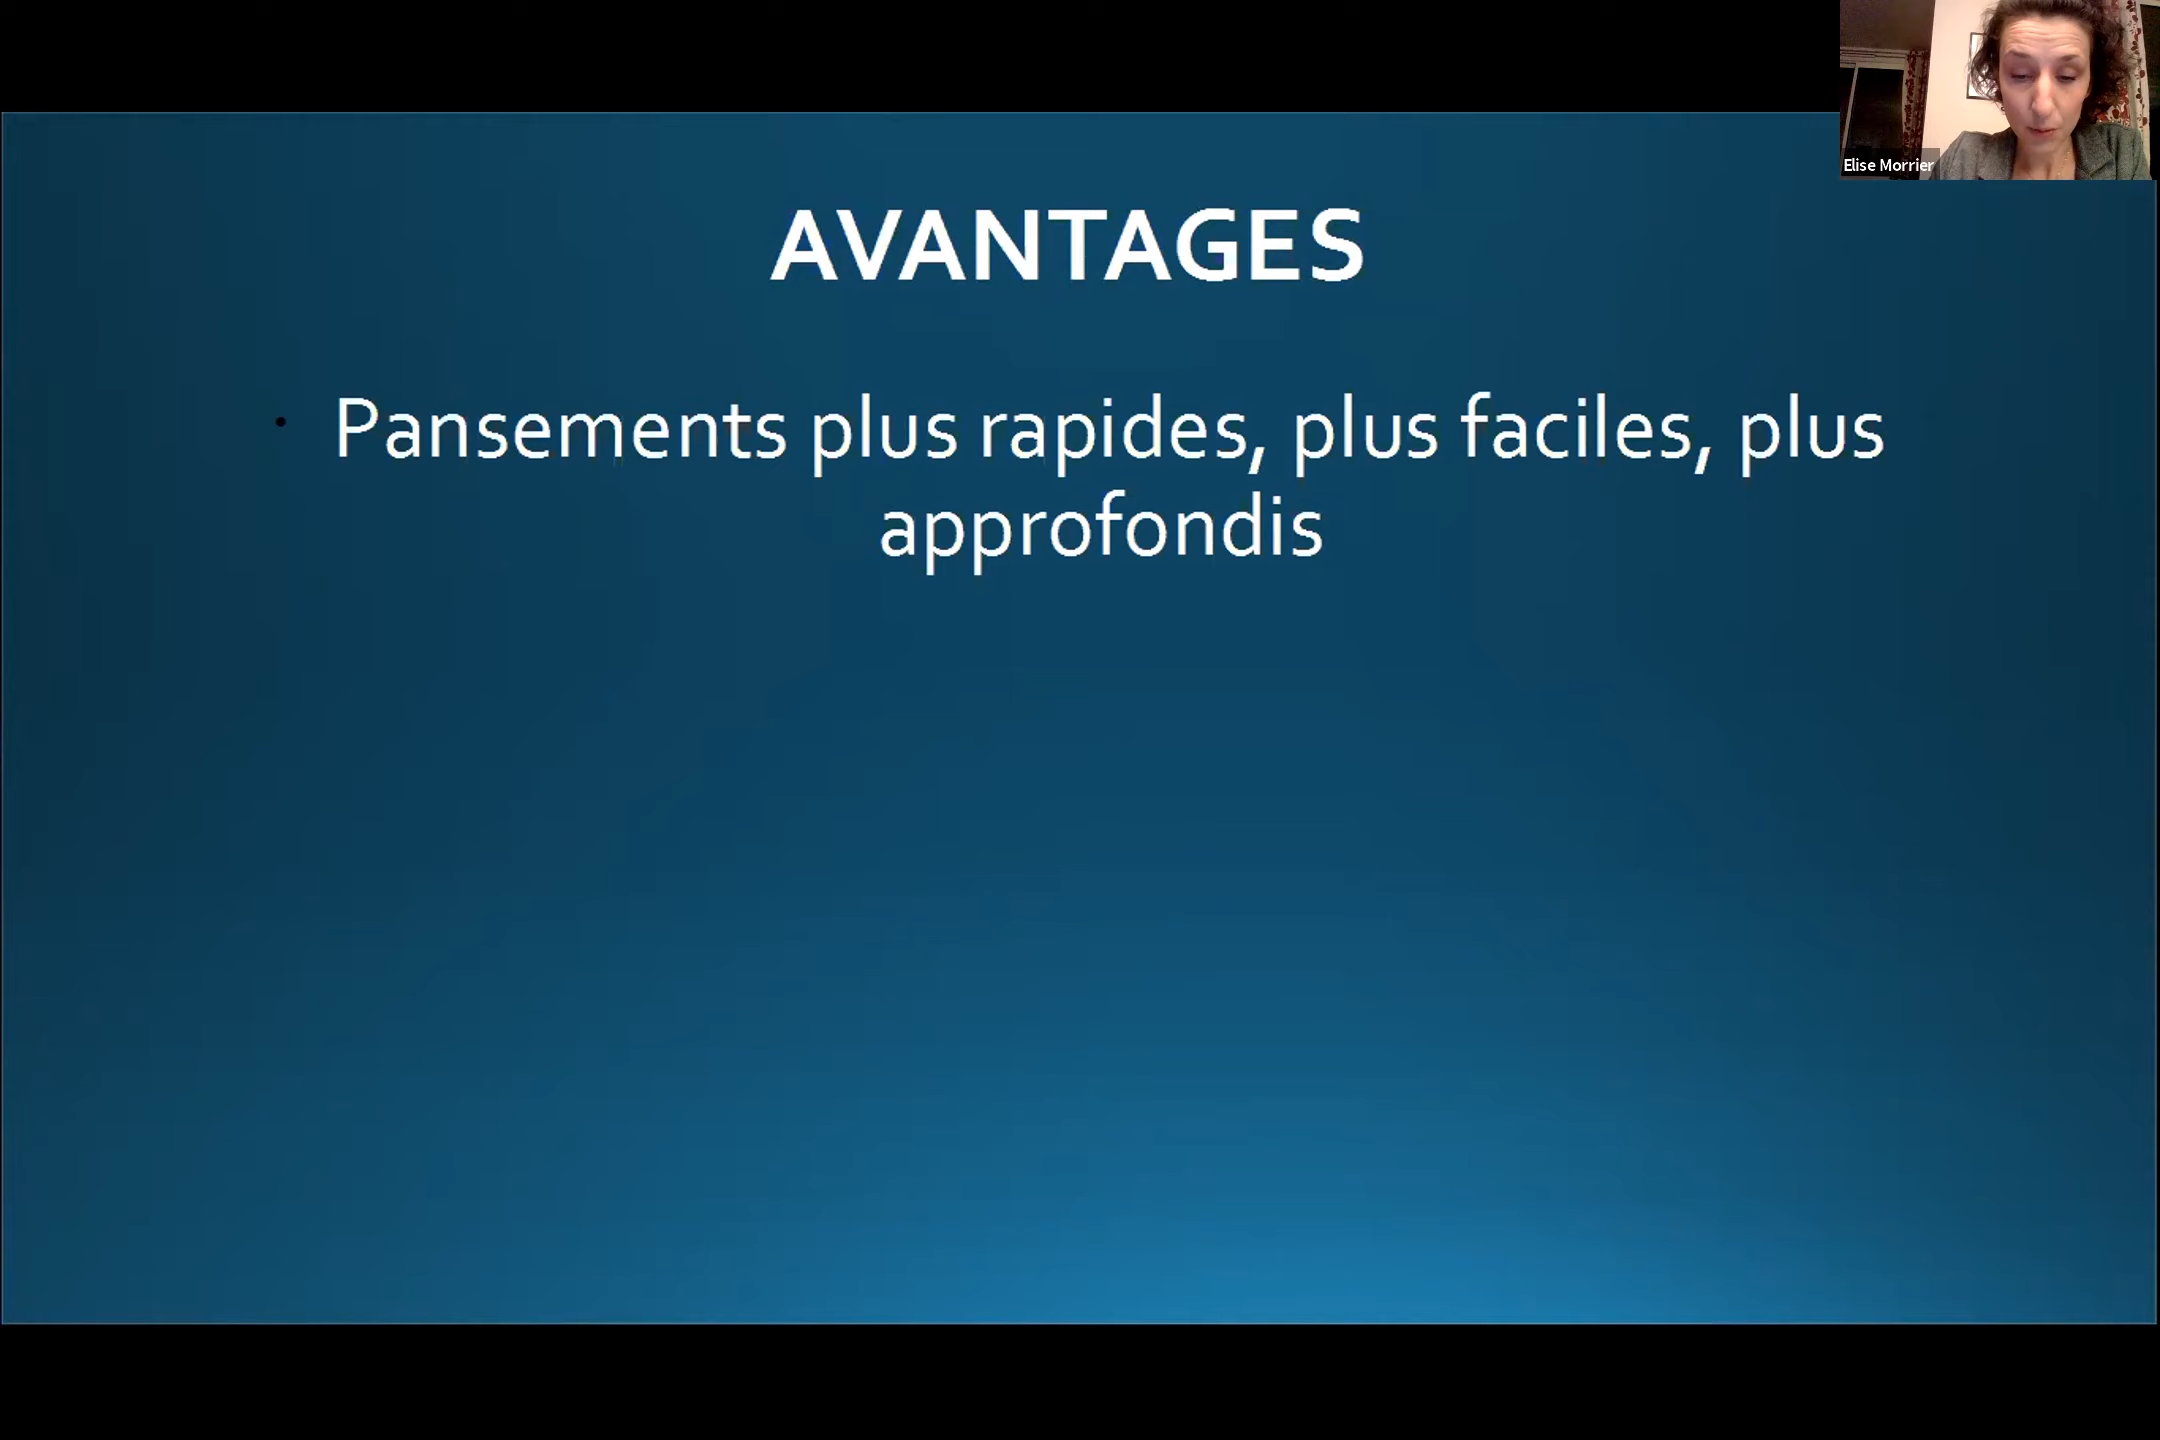 Elise Morrier
AVANTAGES
• Pansements plus rapides, plus faciles, plus
approfondis